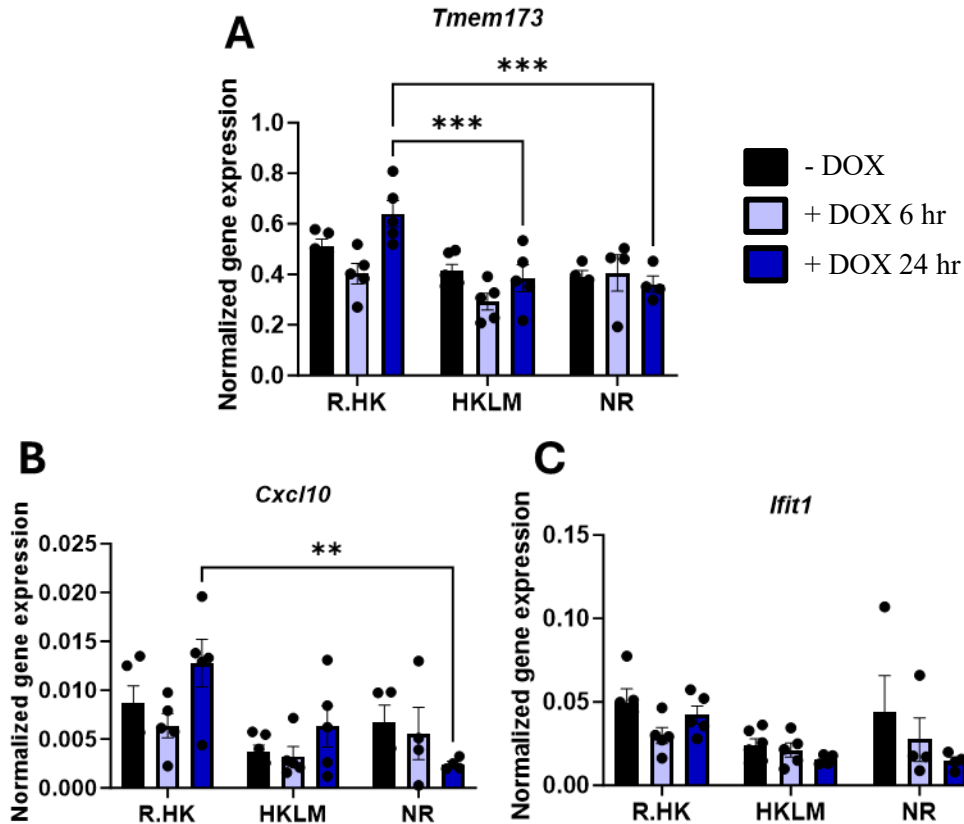 A
Tmem173
Normalized gene expression
1.0
0.8
0.6
0.4
0.2
0.0
***
***
R.HK HKLM NR
- DOX
+ DOX 6 hr
+ DOX 24 hr
B
Cxcl10
Normalized gene expression
0.025
0.020
0.015
0.010
0.005
0.000
**
R.HK HKLM NR
C
Ifit1
Normalized gene expression
0.15
0.10
0.05
0.00
R.HK HKLM NR